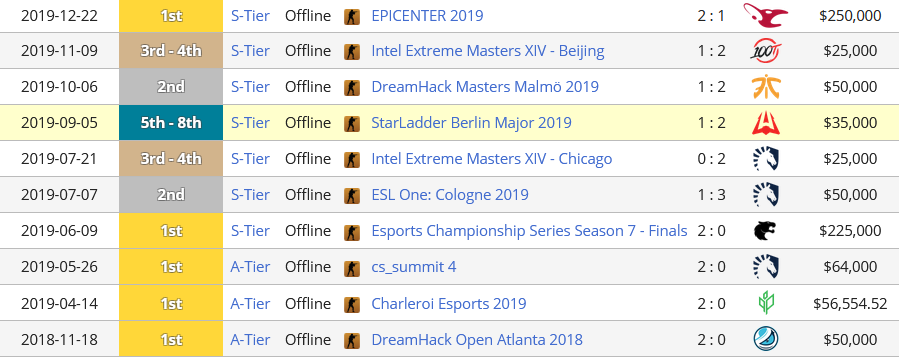 2019-12-22 1st S-Tier Offline EPICENTER 2019 2 : 1 $250,000
2019-11-09 3rd - 4th S-Tier Offline Intel Extreme Masters XIV - Beijing 1 : 2 100T $25,000
2019-10-06 2nd S-Tier Offline DreamHack Masters Malmö 2019 1 : 2 $50,000
2019-09-05 5th - 8th S-Tier Offline StarLadder Berlin Major 2019 1 : 2 $35,000
2019-07-21 3rd - 4th S-Tier Offline Intel Extreme Masters XIV - Chicago 0 : 2 $25,000
2019-07-07 2nd S-Tier Offline ESL One: Cologne 2019 1 : 3 $50,000
2019-06-09 1st S-Tier Offline Esports Championship Series Season 7 - Finals 2 : 0 $225,000
2019-05-26 1st A-Tier Offline cs_summit 4 2 : 0 $64,000
2019-04-14 1st A-Tier Offline Charleroi Esports 2019 2 : 0 $56,554.52
2018-11-18 1st A-Tier Offline DreamHack Open Atlanta 2018 2 : 0 $50,000